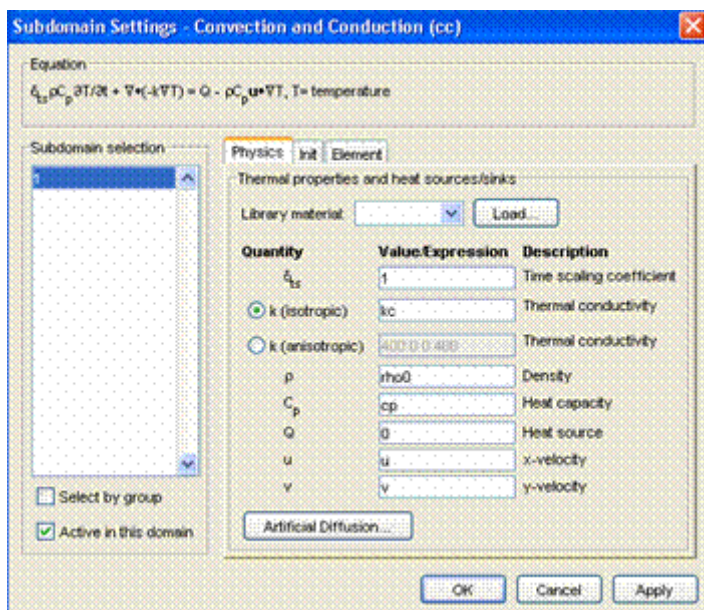 Subdomain Settings - Convection and Conduction (cc)
Equation
δts ρCp ∂T/∂t + ∇•(-k∇T) = Q - ρCpu•∇T, T= temperature
Subdomain selection
1
Select by group
Active in this domain
Physics Init Element
Thermal properties and heat sources/sinks
Library material Load...
Quantity Value/Expression Description
δts 1 Time scaling coefficient
k (isotropic) kc Thermal conductivity
k (anisotropic) 400 0 0 400 Thermal conductivity
ρ rho0 Density
Cp cp Heat capacity
Q 0 Heat source
u u x-velocity
v v y-velocity
Artificial Diffusion...
OK Cancel Apply